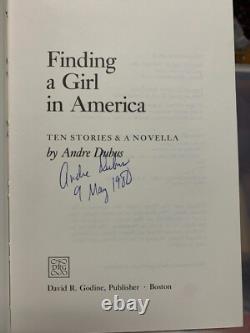 Finding
a Girl
in America
TEN STORIES & A NOVELLA
by Andre Dubus
Andre Dubus
9 May 1980
DRG
David R. Godine, Publisher · Boston